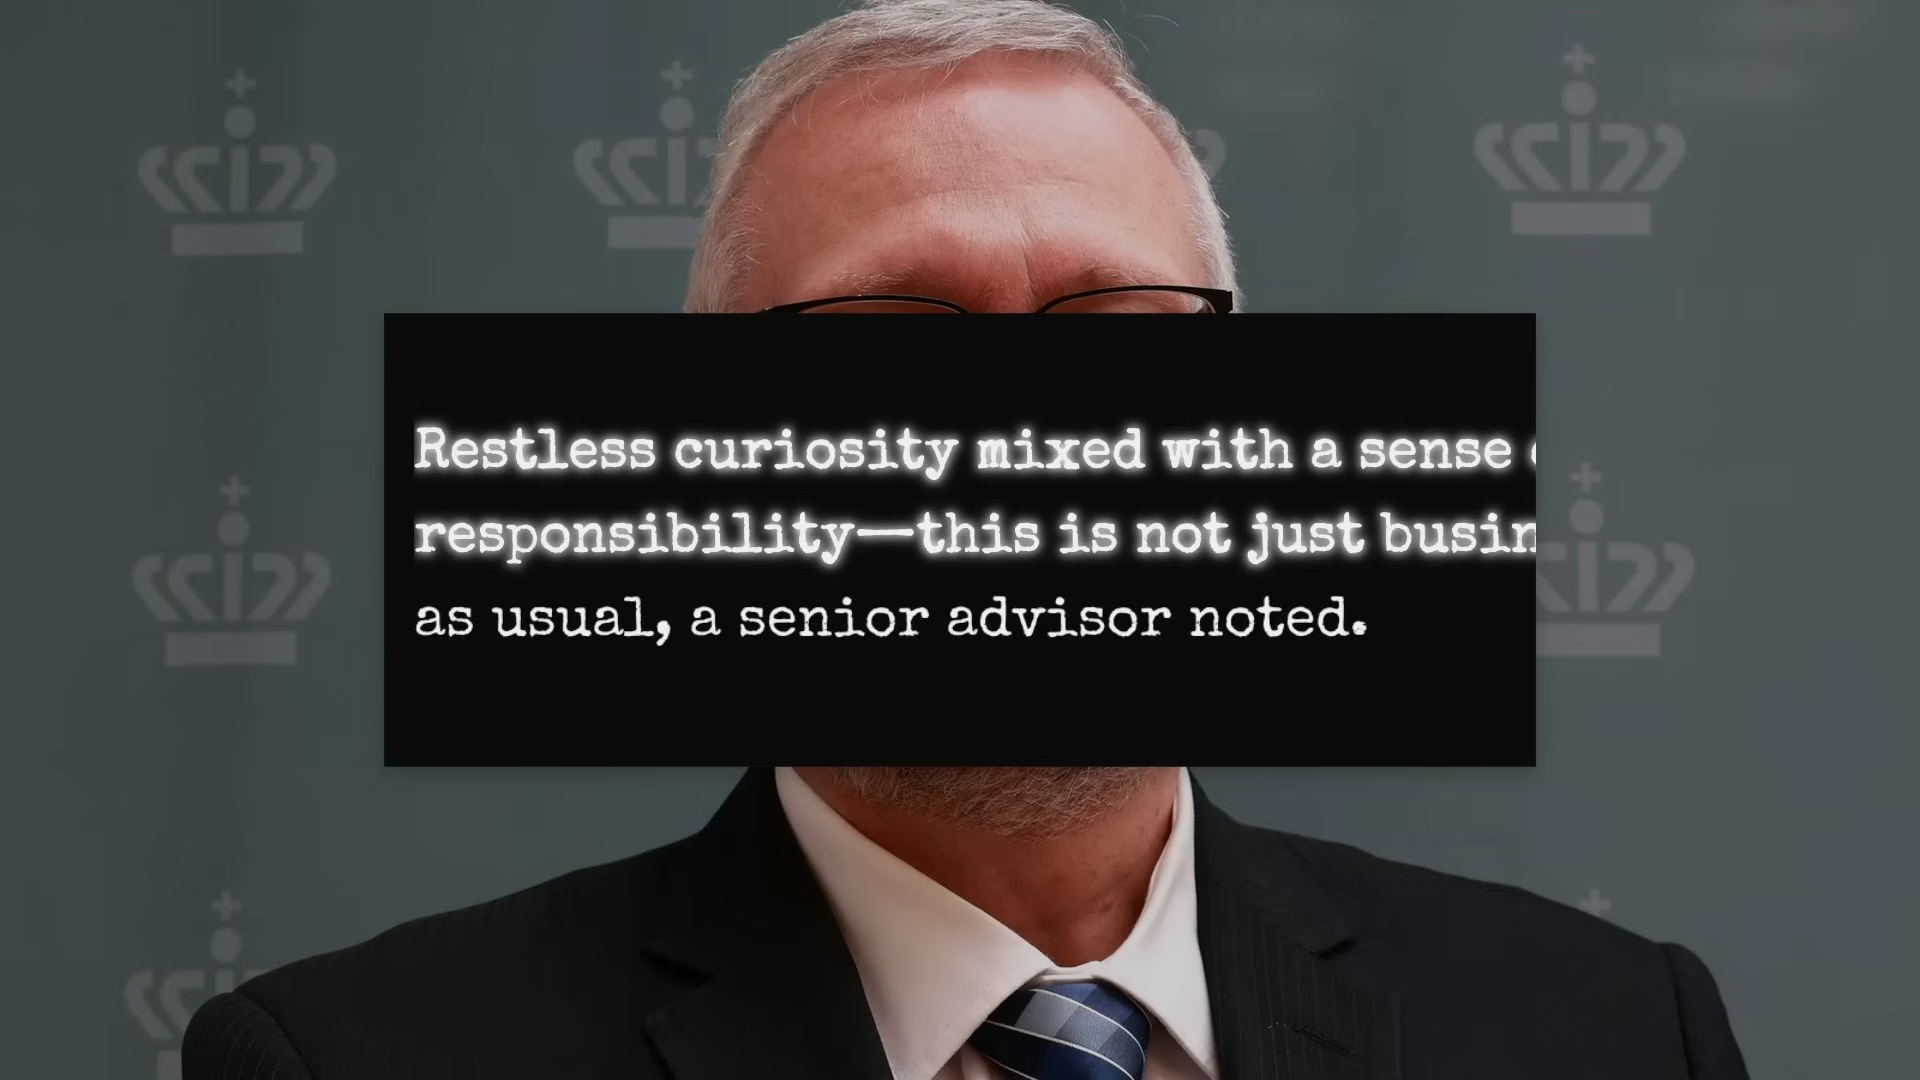 Restless curiosity mixed with a sense
responsibility—this is not just busin
as usual, a senior advisor noted.